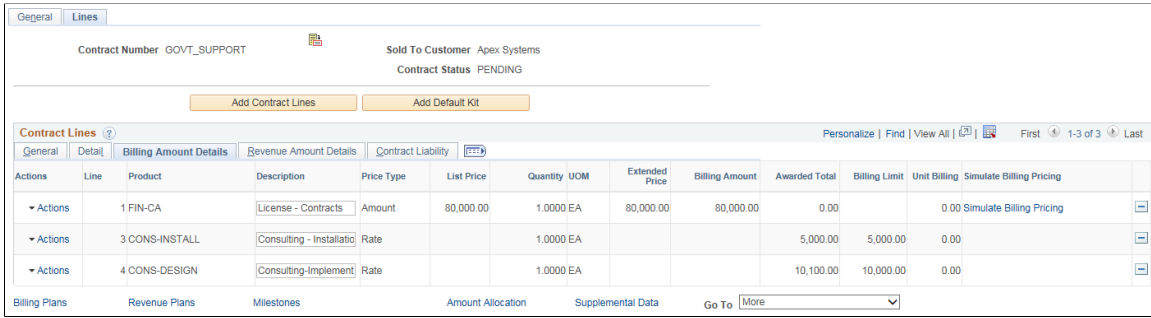 General Lines
Contract Number GOVT_SUPPORT Sold To Customer Apex Systems
Contract Status PENDING
Add Contract Lines Add Default Kit
Contract Lines ? Personalize | Find | View All | | First 1-3 of 3 Last
General Detail Billing Amount Details Revenue Amount Details Contract Liability
Actions Line Product Description Price Type List Price Quantity UOM Extended Price Billing Amount Awarded Total Billing Limit Unit Billing Simulate Billing Pricing
Actions 1 FIN-CA License - Contracts Amount 80,000.00 1.0000 EA 80,000.00 80,000.00 0.00 0.00 Simulate Billing Pricing
Actions 3 CONS-INSTALL Consulting - Installatio Rate 1.0000 EA 5,000.00 5,000.00 0.00
Actions 4 CONS-DESIGN Consulting-Implement Rate 1.0000 EA 10,100.00 10,000.00 0.00
Billing Plans Revenue Plans Milestones Amount Allocation Supplemental Data Go To More